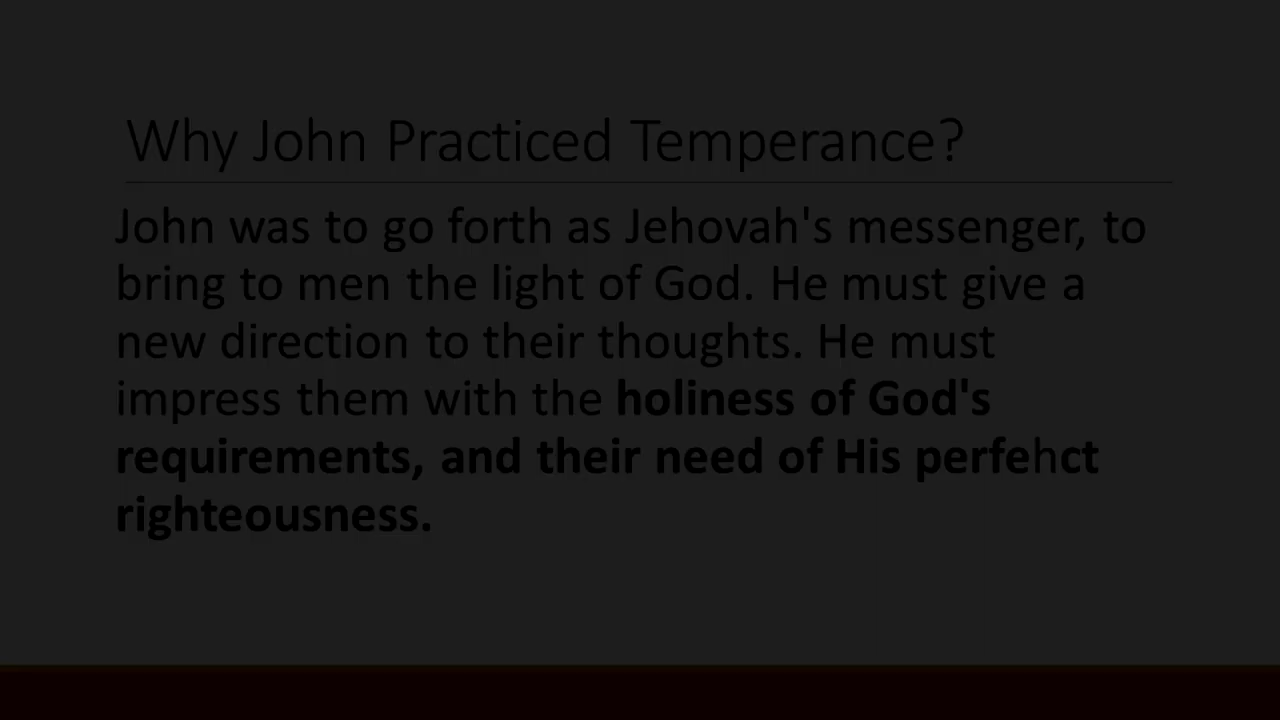 Why John Practiced Temperance?
John was to go forth as Jehovah's messenger, to
bring to men the light of God. He must give a
new direction to their thoughts. He must
impress them with the holiness of God's
requirements, and their need of His perfehct
righteousness.